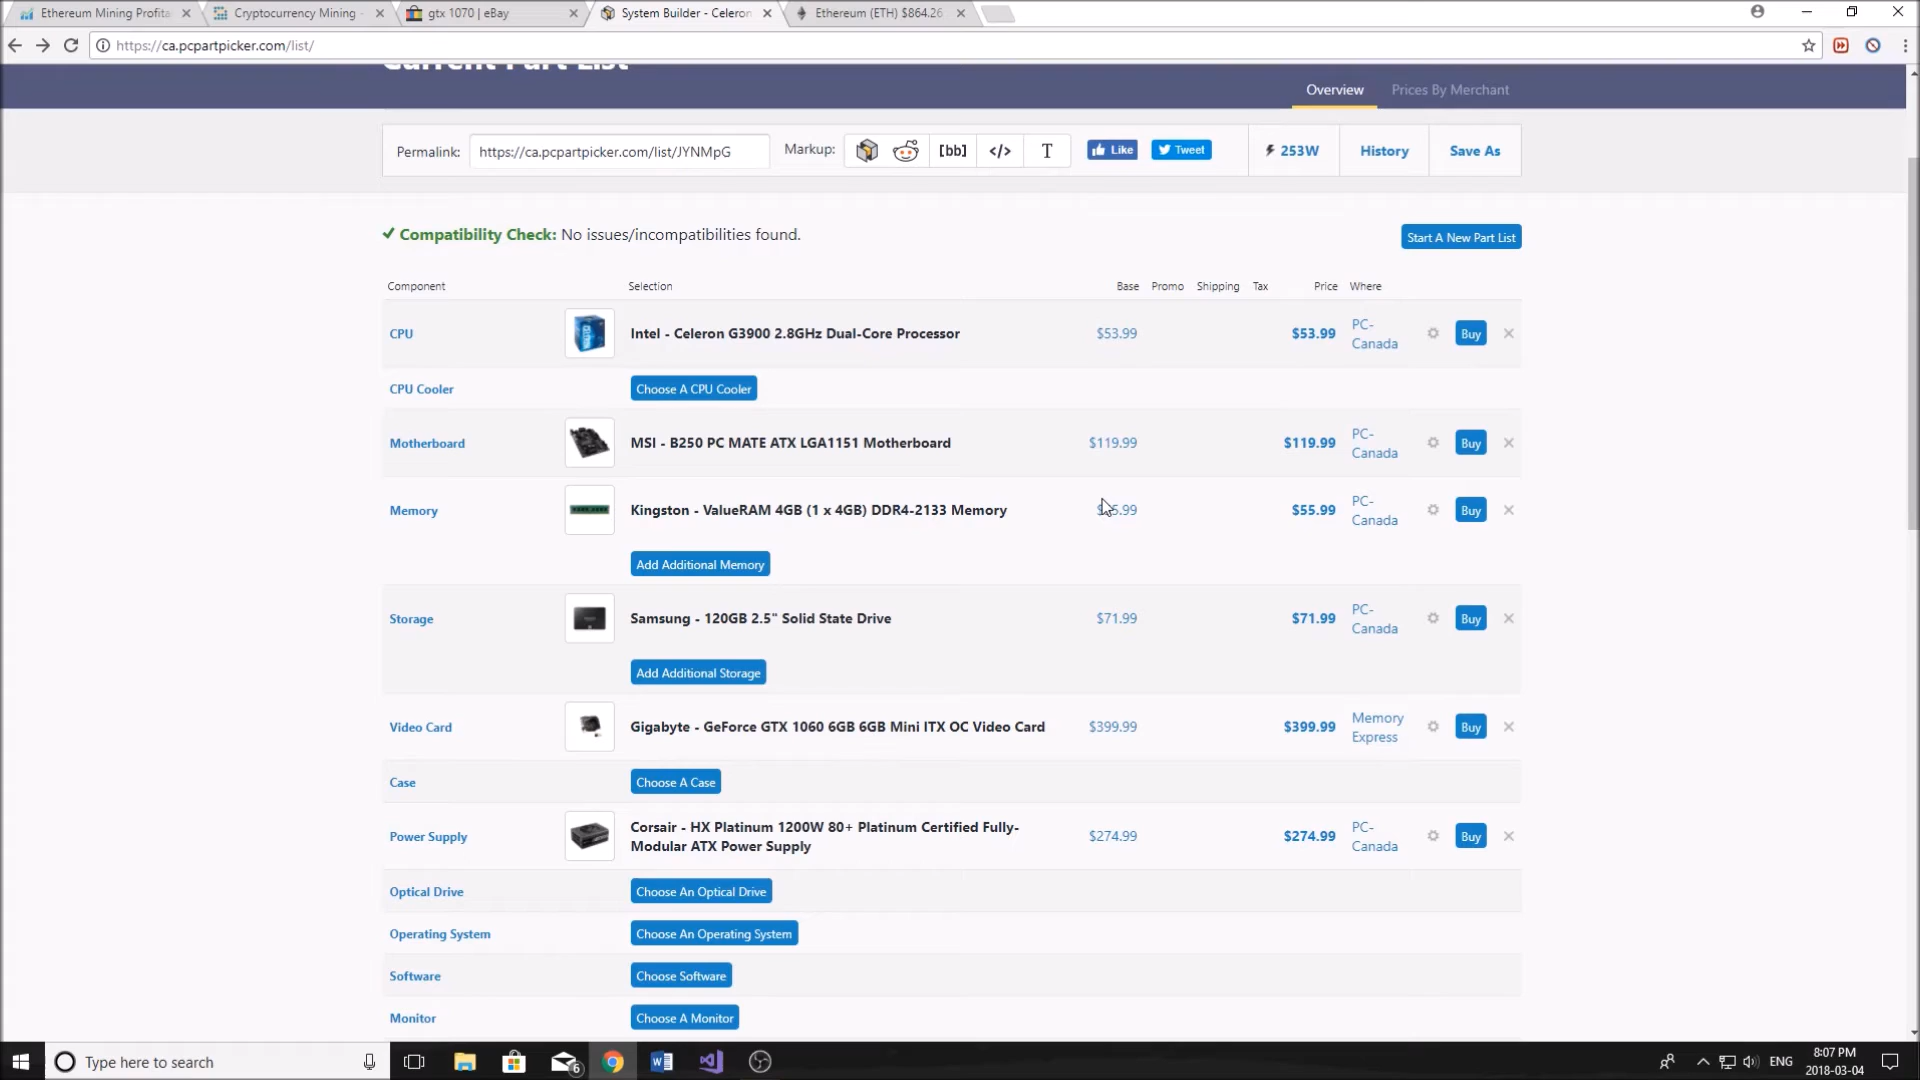 Ethereum Mining Profita
Cryptocurrency Mining
gtx 1070 | eBay
System Builder - Celeron
Ethereum (ETH) $864.26
https://ca.pcpartpicker.com/list/
Current Part List
Overview
Prices By Merchant
Permalink:
https://ca.pcpartpicker.com/list/JYNMpG
Markup:
[bb]
</>
T
Like
Tweet
253W
History
Save As
Compatibility Check: No issues/incompatibilities found.
Start A New Part List
Component Selection Base Promo Shipping Tax Price Where
CPU Intel - Celeron G3900 2.8GHz Dual-Core Processor $53.99 $53.99 PC-
Canada Buy
CPU Cooler Choose A CPU Cooler
Motherboard MSI - B250 PC MATE ATX LGA1151 Motherboard $119.99 $119.99 PC-
Canada Buy
Memory Kingston - ValueRAM 4GB (1 x 4GB) DDR4-2133 Memory $55.99 PC-
Canada Buy
Add Additional Memory
Storage Samsung - 120GB 2.5" Solid State Drive $71.99 $71.99 PC-
Canada Buy
Add Additional Storage
Video Card Gigabyte - GeForce GTX 1060 6GB 6GB Mini ITX OC Video Card $399.99 $399.99 Memory
Express Buy
Case Choose A Case
Power Supply Corsair - HX Platinum 1200W 80+ Platinum Certified Fully-
Modular ATX Power Supply $274.99 $274.99 PC-
Canada Buy
Optical Drive Choose An Optical Drive
Operating System Choose An Operating System
Software Choose Software
Monitor Choose A Monitor
Type here to search
6
ENG
8:07 PM
2018-03-04